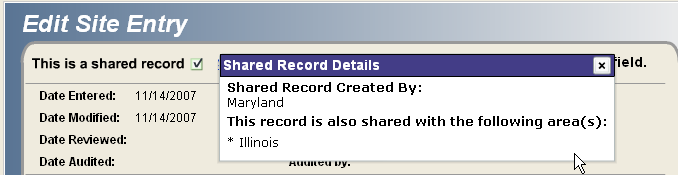 Edit Site Entry
This is a shared record
Shared Record Details
field.
Shared Record Created By:
Maryland
This record is also shared with the following area(s):
* Illinois
Date Entered: 11/14/2007
Date Modified: 11/14/2007
Date Reviewed:
Date Audited:
Audited by: